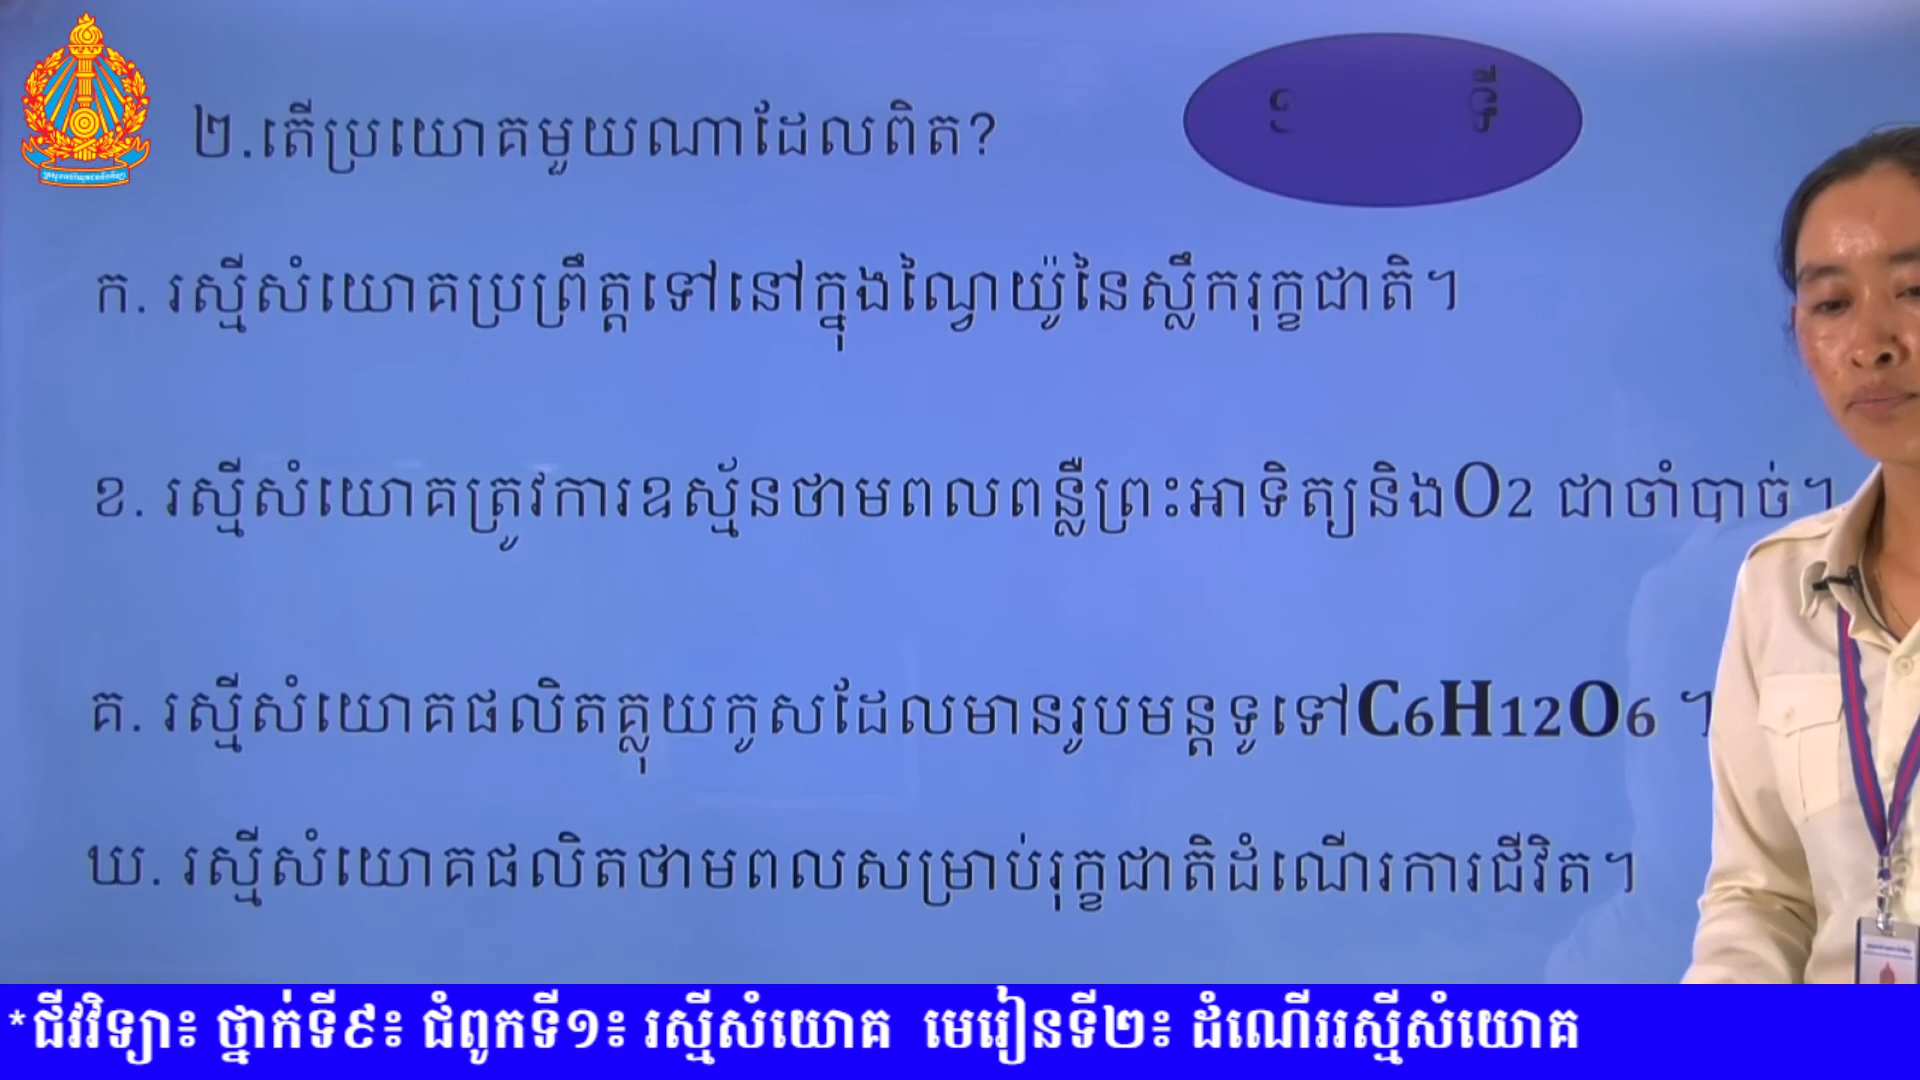 ២.តើប្រយោគមួយណាដែលពិត?
១ ទី
ក. រស្មីសំយោគប្រព្រឹត្តទៅនៅក្នុងណ្វៃយ៉ូនៃស្លឹករុក្ខជាតិ។
ខ. រស្មីសំយោគត្រូវការឧស្ម័នថាមពលពន្លឺព្រះអាទិត្យនិងO2 ជាចាំបាច់។
គ. រស្មីសំយោគផលិតគ្លុយកូសដែលមានរូបមន្តទូទៅC6H12O6 ។
ឃ. រស្មីសំយោគផលិតថាមពលសម្រាប់រុក្ខជាតិដំណើរការជីវិត។
*ជីវវិទ្យា៖ ថ្នាក់ទី៩៖ ជំពូកទី១៖ រស្មីសំយោគ មេរៀនទី២៖ ដំណើររស្មីសំយោគ